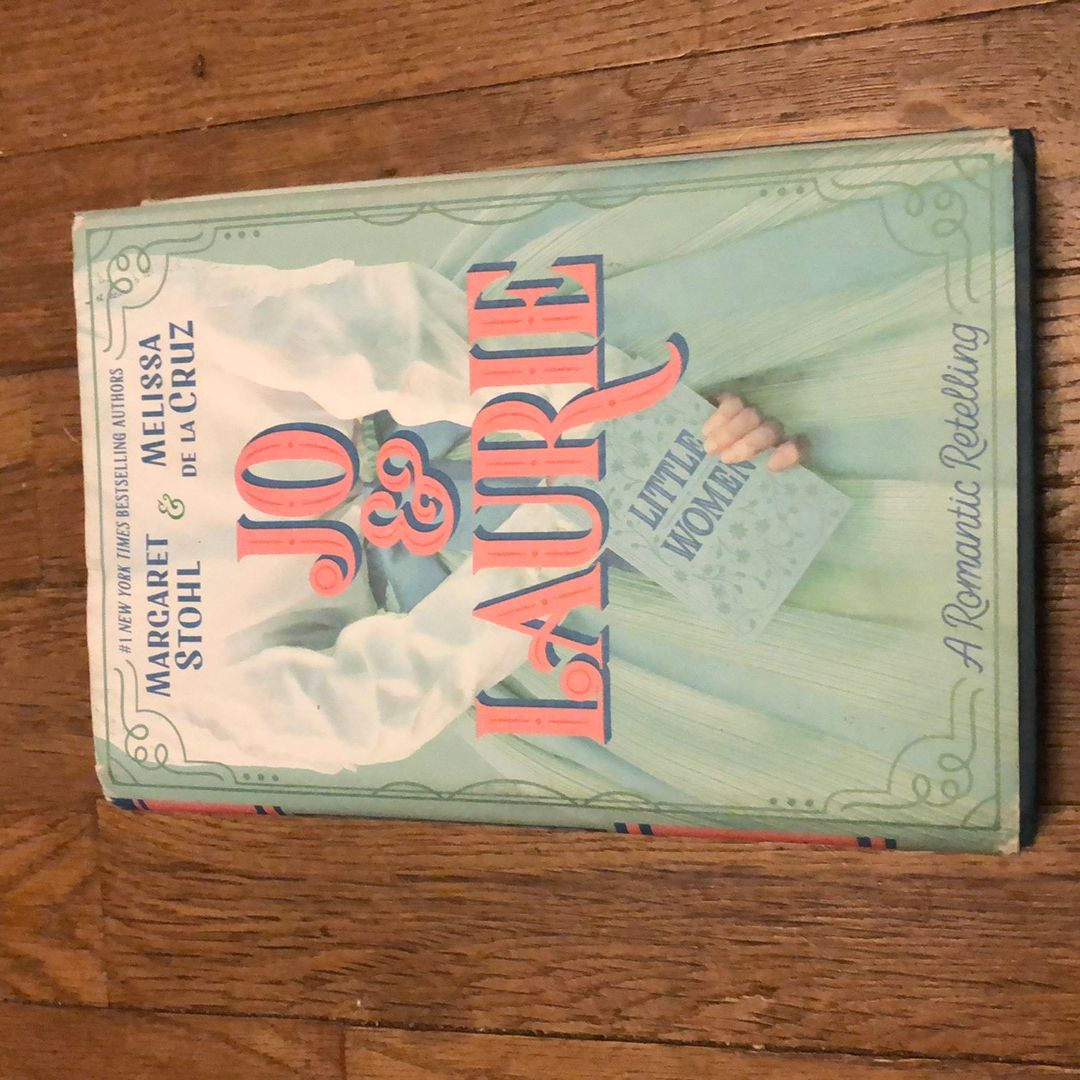 #1 NEW YORK TIMES BESTSELLING AUTHORS
MARGARET STOHL & MELISSA DE LA CRUZ
JO
&
LAURIE
LITTLE
WOMEN
A Romantic Retelling